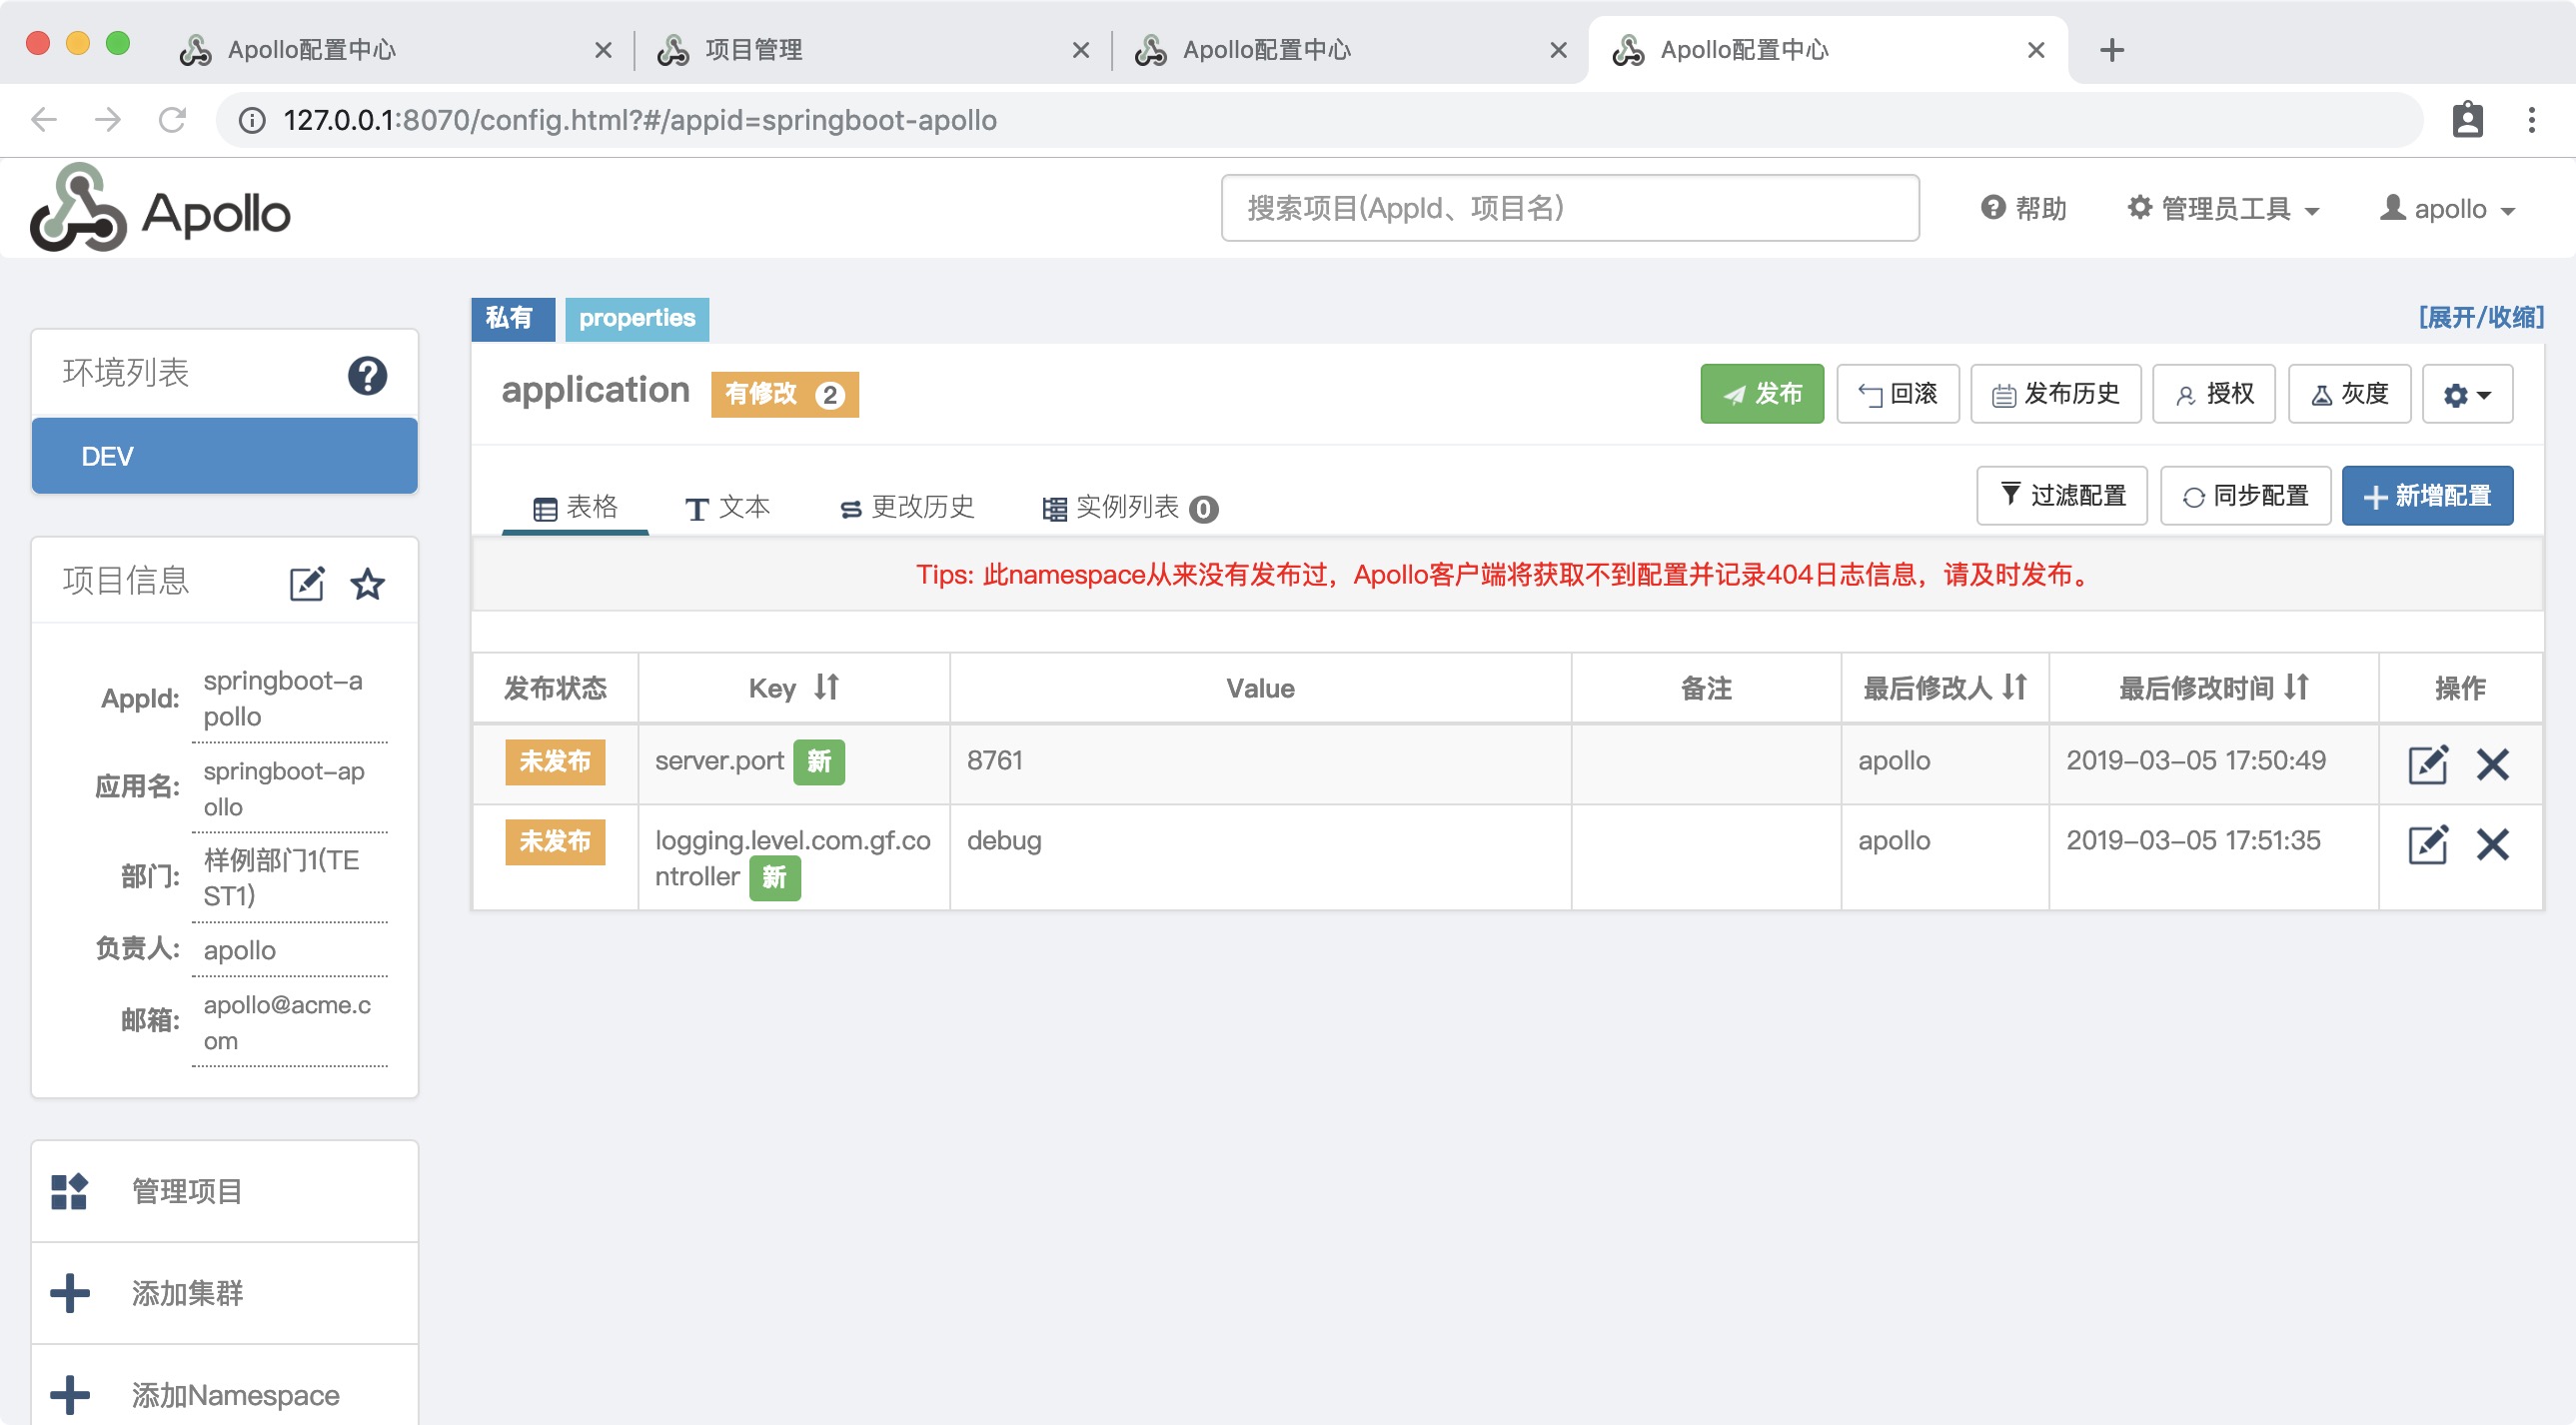 Apollo配置中心
项目管理
Apollo配置中心
Apollo配置中心
127.0.0.1:8070/config.html?#/appid=springboot-apollo
Apollo
搜索项目(AppId、项目名)
帮助
管理员工具
apollo
环境列表
DEV
项目信息
AppId:
springboot-a
pollo
应用名:
springboot-ap
ollo
部门:
样例部门1(TE
ST1)
负责人:
apollo
邮箱:
apollo@acme.c
om
管理项目
添加集群
添加Namespace
私有
properties
[展开/收缩]
application
有修改 2
发布
回滚
发布历史
授权
灰度
表格
文本
更改历史
实例列表 0
过滤配置
同步配置
新增配置
Tips: 此namespace从来没有发布过，Apollo客户端将获取不到配置并记录404日志信息，请及时发布。
发布状态 Key Value 备注 最后修改人 最后修改时间 操作
未发布 server.port 新 8761 apollo 2019-03-05 17:50:49
未发布 logging.level.com.gf.co debug apollo 2019-03-05 17:51:35
ntroller 新